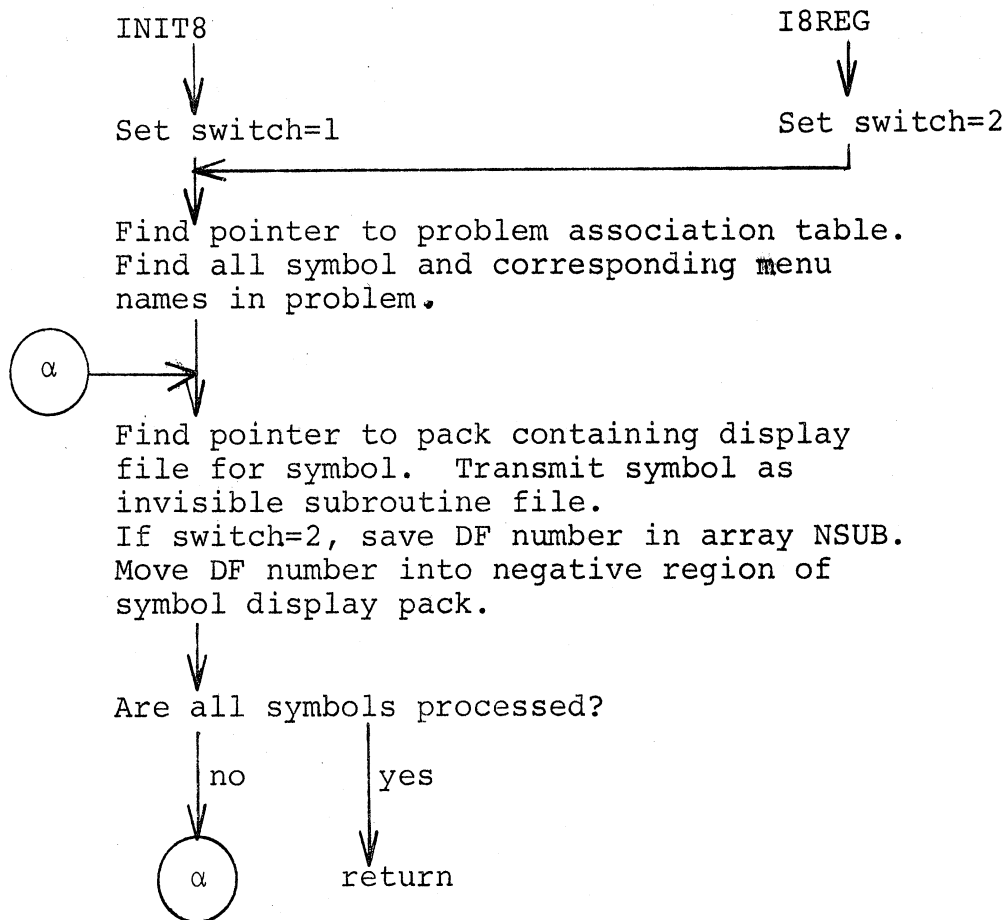 INIT8
I8REG
Set switch=1
Set switch=2
Find pointer to problem association table.
Find all symbol and corresponding menu
names in problem.
α
Find pointer to pack containing display
file for symbol. Transmit symbol as
invisible subroutine file.
If switch=2, save DF number in array NSUB.
Move DF number into negative region of
symbol display pack.
Are all symbols processed?
no
yes
α
return